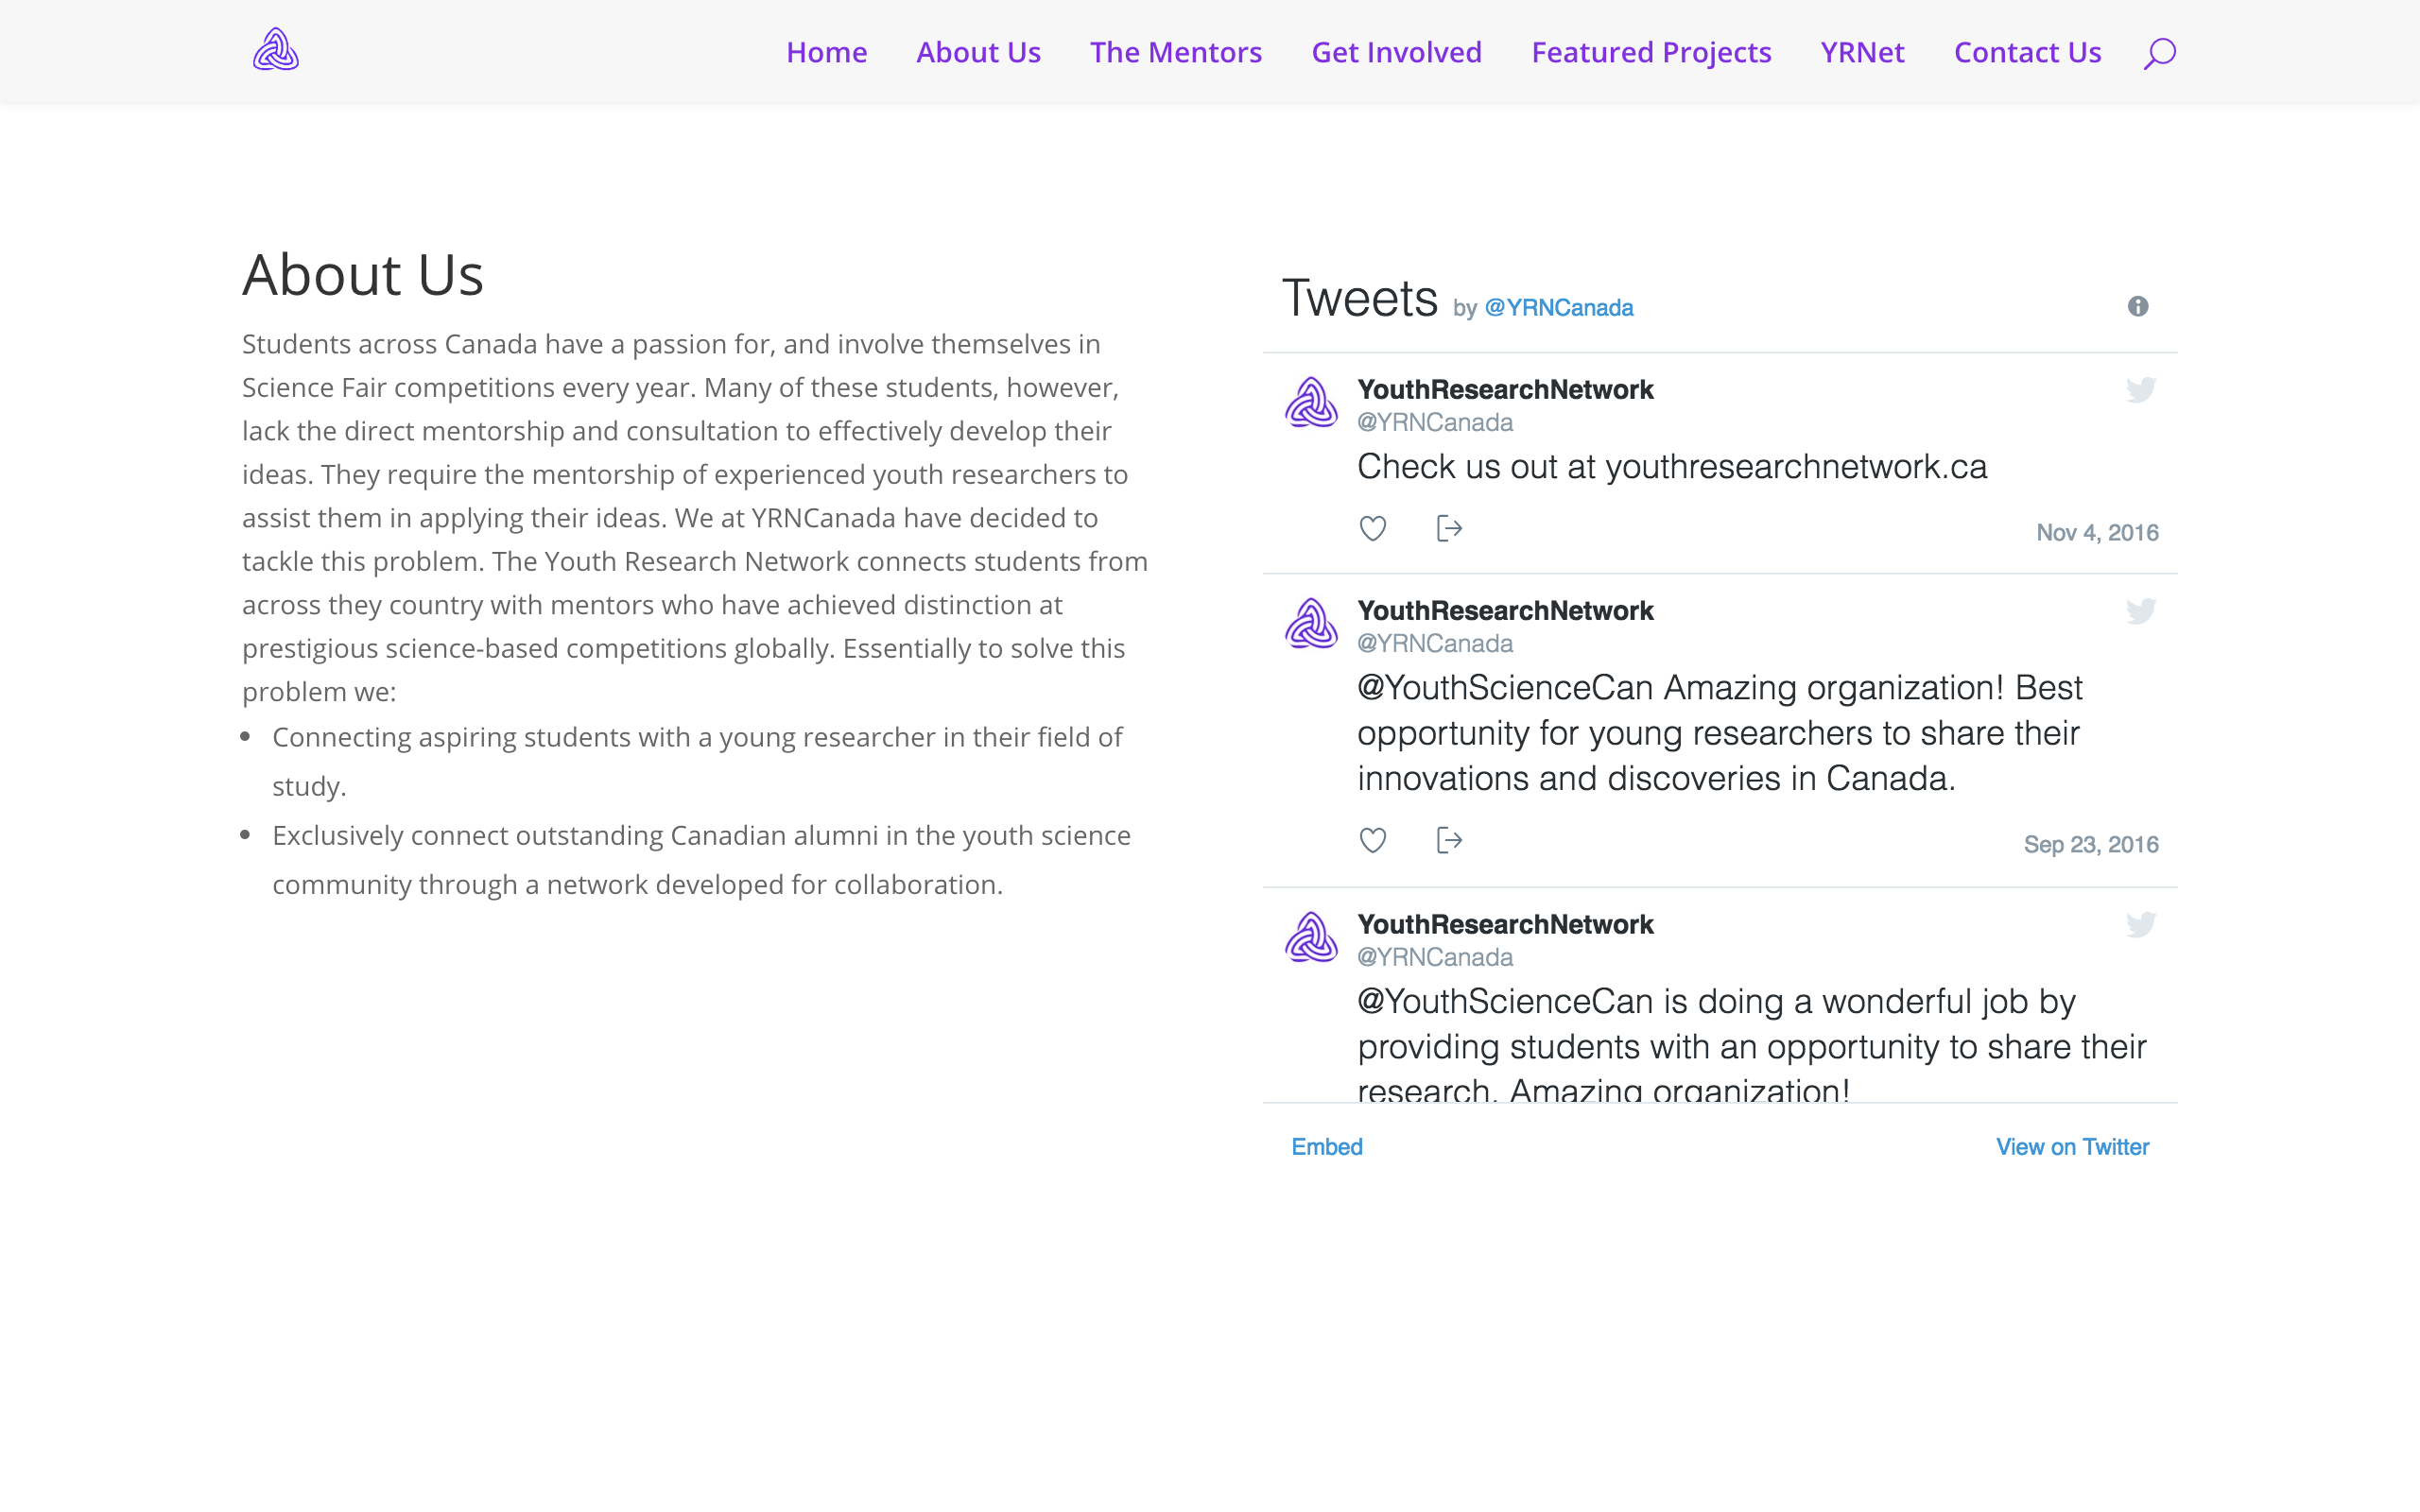 Home About Us The Mentors Get Involved Featured Projects YRNet Contact Us
About Us
Students across Canada have a passion for, and involve themselves in
Science Fair competitions every year. Many of these students, however,
lack the direct mentorship and consultation to effectively develop their
ideas. They require the mentorship of experienced youth researchers to
assist them in applying their ideas. We at YRNCanada have decided to
tackle this problem. The Youth Research Network connects students from
across they country with mentors who have achieved distinction at
prestigious science-based competitions globally. Essentially to solve this
problem we:
• Connecting aspiring students with a young researcher in their field of
study.
• Exclusively connect outstanding Canadian alumni in the youth science
community through a network developed for collaboration.
Tweets by @YRNCanada
YouthResearchNetwork
@YRNCanada
Check us out at youthresearchnetwork.ca
Nov 4, 2016
YouthResearchNetwork
@YRNCanada
@YouthScienceCan Amazing organization! Best
opportunity for young researchers to share their
innovations and discoveries in Canada.
Sep 23, 2016
YouthResearchNetwork
@YRNCanada
@YouthScienceCan is doing a wonderful job by
providing students with an opportunity to share their
research. Amazing organization!
Embed View on Twitter